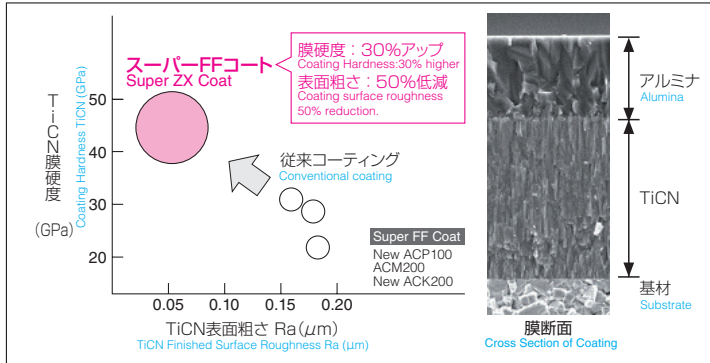 スーパーFFコート
Super ZX Coat
膜硬度：30%アップ
Coating Hardness:30% higher
表面粗さ：50%低減
Coating surface roughness
50% reduction.
TiCN膜硬度
(GPa)
Coating Hardness TiCN (GPa)
50
40
30
20
従来コーティング
Conventional coating
Super FF Coat
New ACP100
ACM200
New ACK200
0.05
0.10
0.15
0.20
TiCN表面粗さ Ra(μm)
TiCN Finished Surface Roughness Ra (μm)
アルミナ
Alumina
TiCN
基材
Substrate
膜断面
Cross Section of Coating